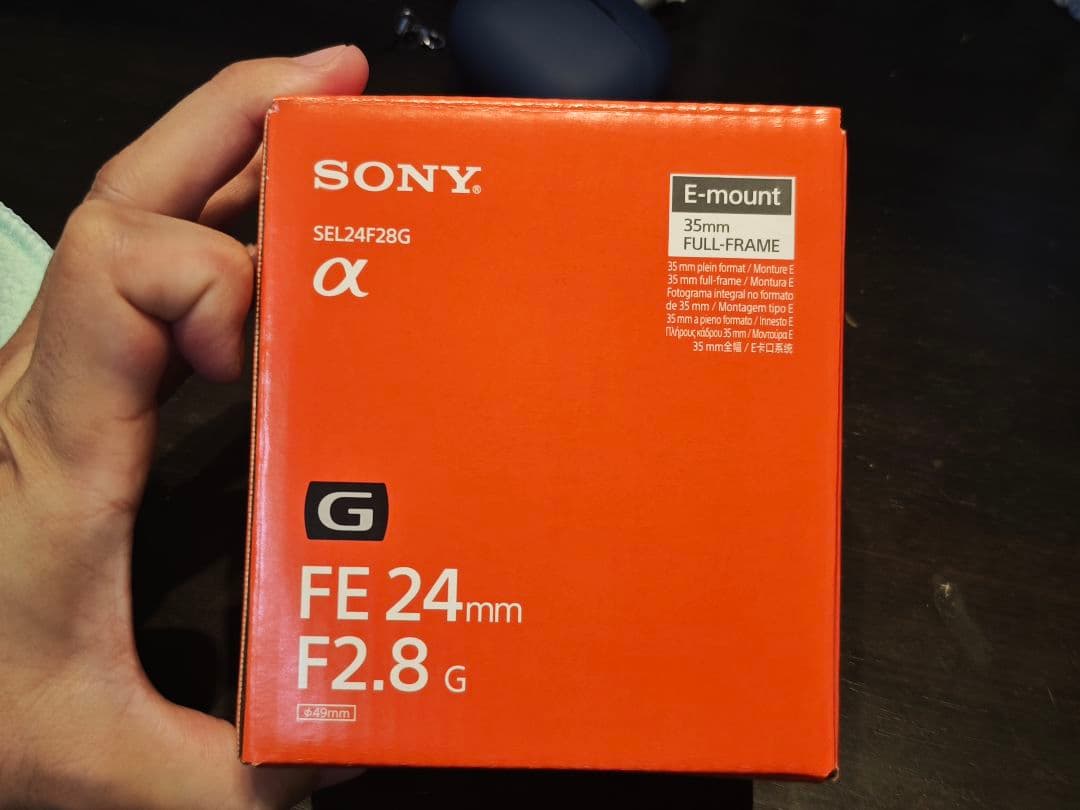 SONY®
SEL24F28G
α
E-mount
35mm
FULL-FRAME
35 mm plein format / Monture E
35 mm full-frame / Montura E
Fotograma integral no formato
de 35 mm / Montagem tipo E
35 mm a pieno formato / Innesto E
Πλήρους κάδρου 35 mm / Μοντούρα E
35 mm全幅 / E卡口系统
G
FE 24mm
F2.8 G
ϕ49mm